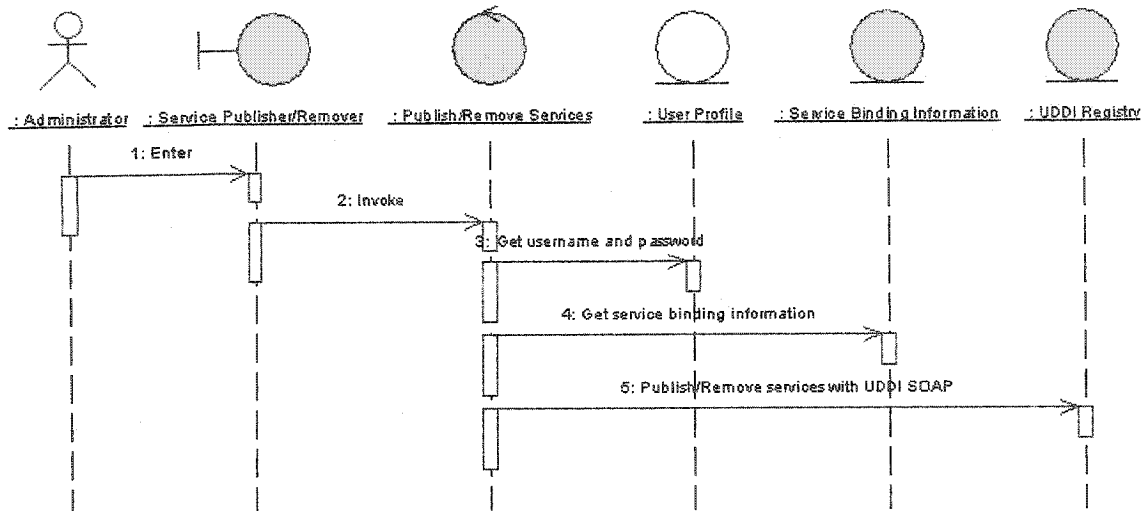 : Administrator
: Service Publisher/Remover
: Publish/Remove Services
: User Profile
: Service Binding Information
: UDDI Registry
1: Enter
2: Invoke
3: Get username and password
4: Get service binding information
5: Publish/Remove services with UDDI SOAP